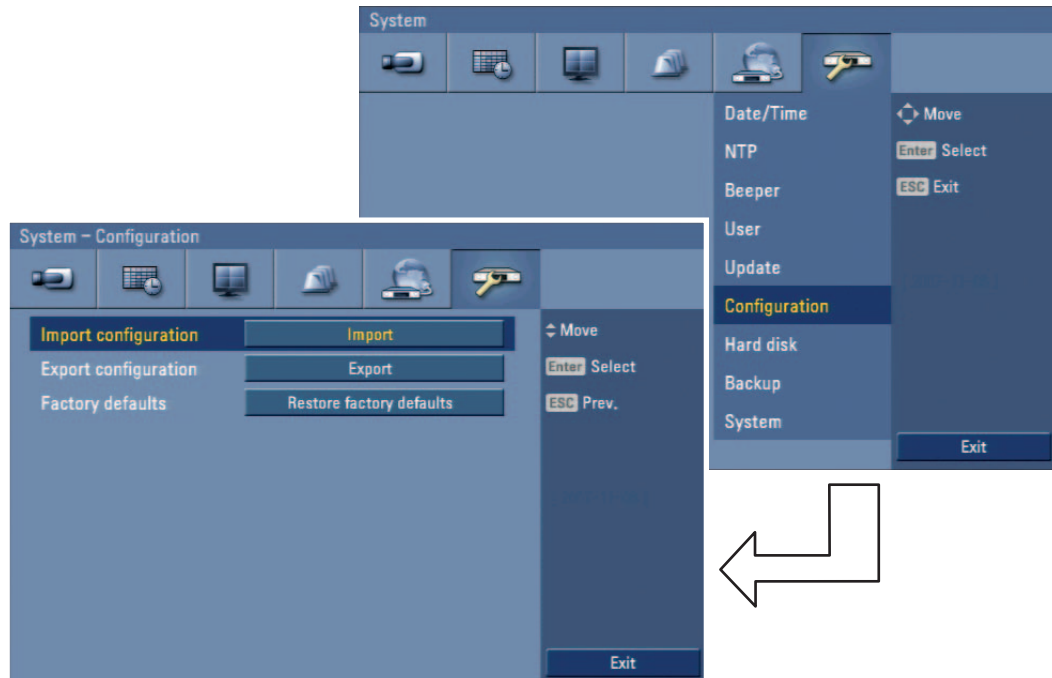 System
Date/Time
NTP
Beeper
User
Update
Configuration
Hard disk
Backup
System
Move
Enter Select
ESC Exit
Exit
System – Configuratio
Import configuration Import
Export configuration Export
Factory defaults Restore factory defaults
Move
Enter Select
ESC Prev.
Exit